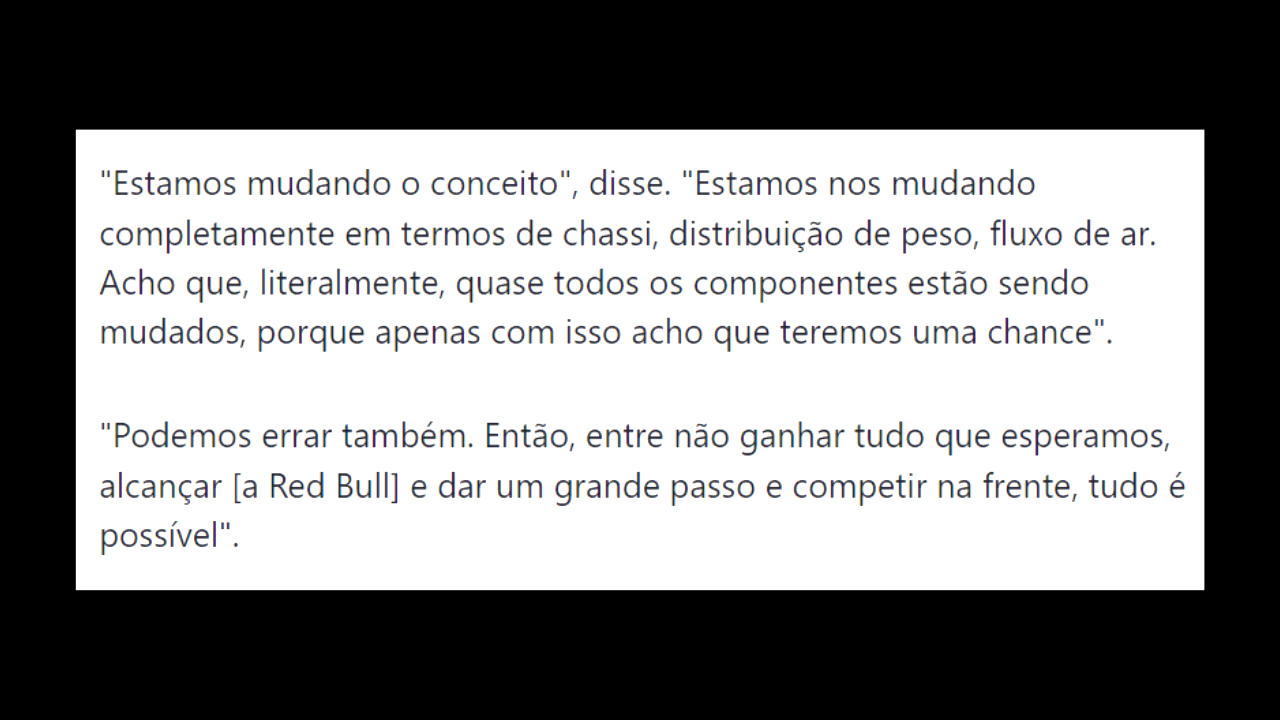 "Estamos mudando o conceito", disse. "Estamos nos mudando
completamente em termos de chassi, distribuição de peso, fluxo de ar.
Acho que, literalmente, quase todos os componentes estão sendo
mudados, porque apenas com isso acho que teremos uma chance".
"Podemos errar também. Então, entre não ganhar tudo que esperamos,
alcançar [a Red Bull] e dar um grande passo e competir na frente, tudo é
possível".